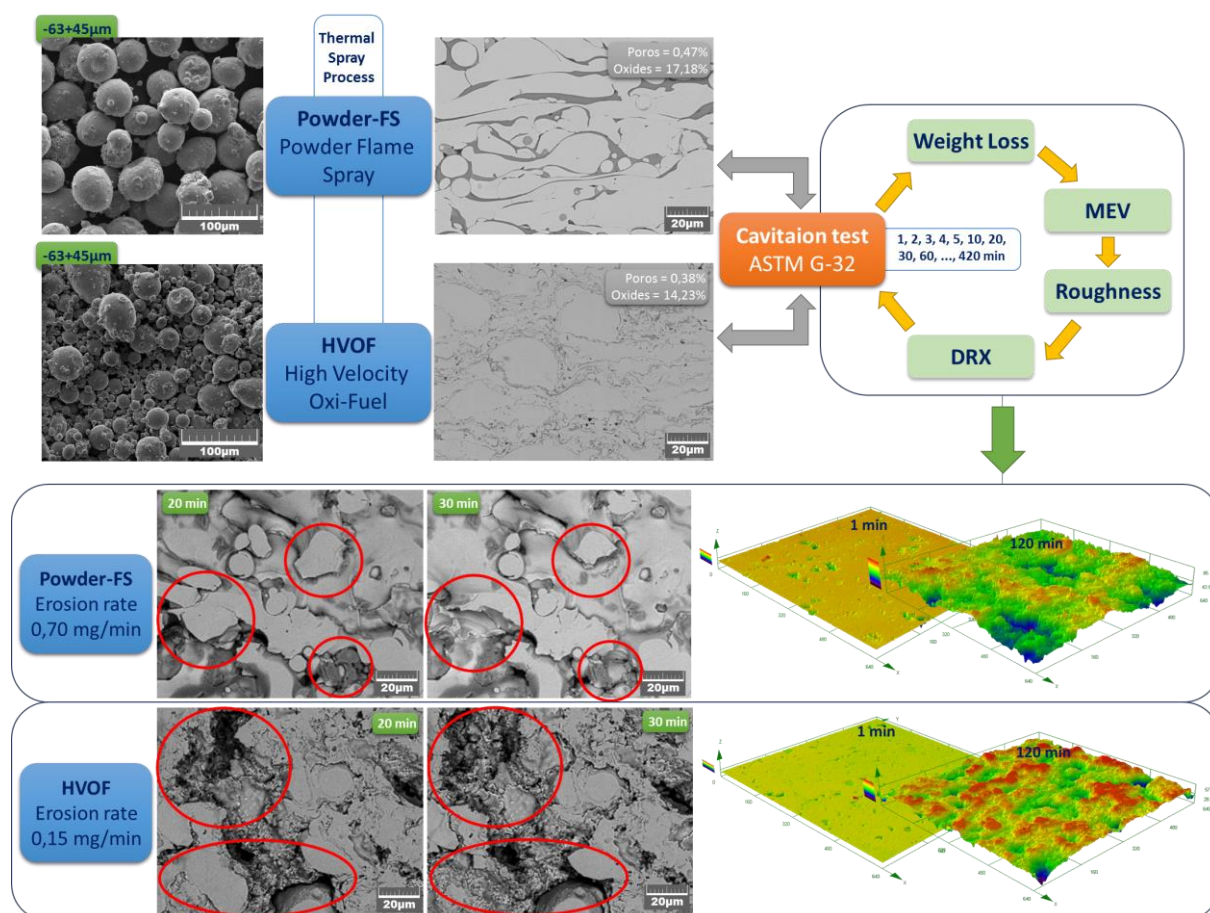 -63+45µm
100µm
Thermal
Spray
Process
Powder-FS
Powder Flame
Spray
Poros = 0,47%
Oxides = 17,18%
20µm
-63+45µm
100µm
HVOF
High Velocity
Oxi-Fuel
Poros = 0,38%
Oxides = 14,23%
20µm
Cavitaion test
ASTM G-32
1, 2, 3, 4, 5, 10, 20,
30, 60, ..., 420 min
Weight Loss
MEV
Roughness
DRX
Powder-FS
Erosion rate
0,70 mg/min
20 min
20µm
30 min
20µm
1 min
120 min
HVOF
Erosion rate
0,15 mg/min
20 min
20µm
30 min
20µm
1 min
120 min